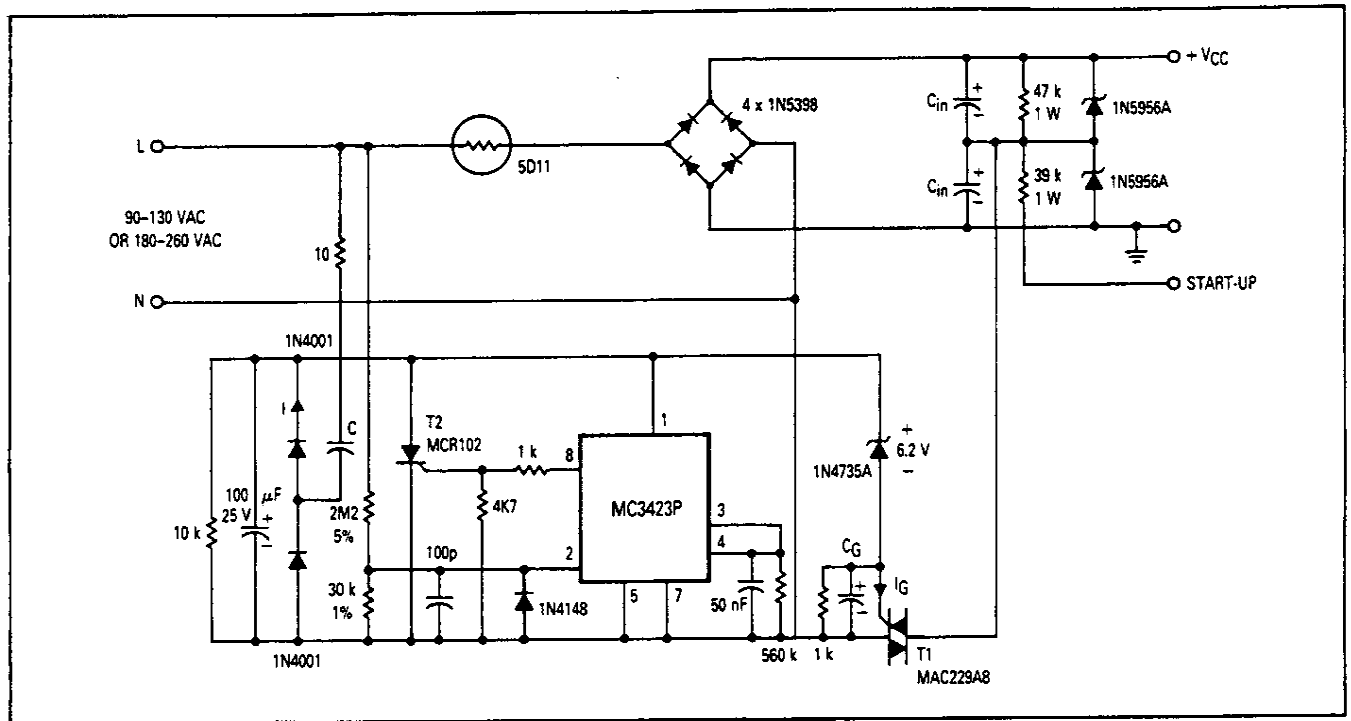 + VCC
4 x 1N5398
Cin + −
47 k
1 W
1N5956A
L
5D11
Cin + −
39 k
1 W
1N5956A
90–130 VAC
OR 180–260 VAC
10
N
START-UP
1N4001
I
T2
MCR102
1
+
6.2 V
−
1N4735A
C
1 k
8
100 µF
25 V + −
10 k
2M2
5%
4K7
MC3423P
3
4
100p
2
CG
IG
+
−
30 k
1%
1N4148
5
7
50 nF
1N4001
560 k
1 k
T1
MAC229A8